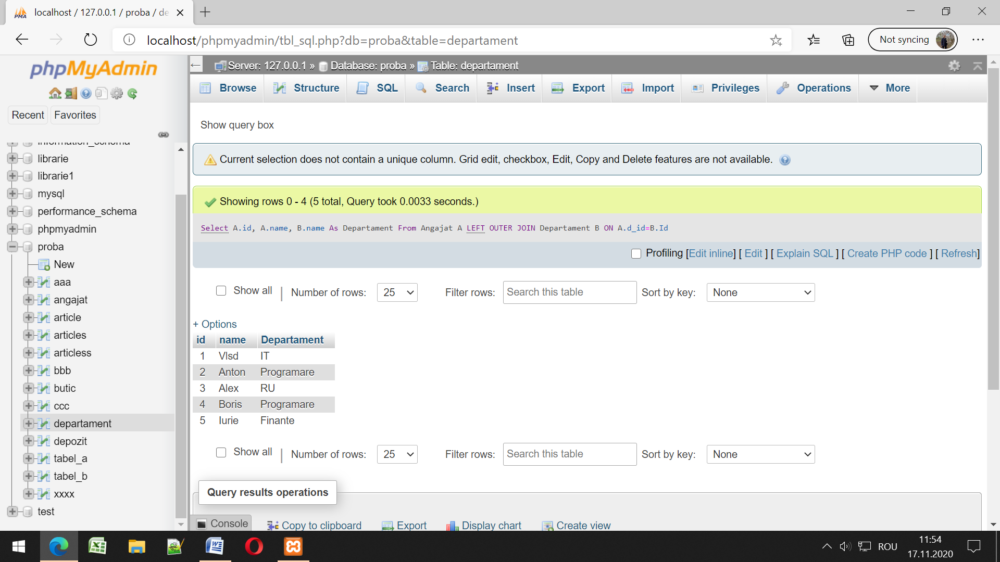 localhost / 127.0.0.1 / proba / de
localhost/phpmyadmin/tbl_sql.php?db=proba&table=departament
Not syncing
phpMyAdmin
Recent
Favorites
information_schema
librarie
librarie1
mysql
performance_schema
phpmyadmin
proba
New
aaa
angajat
article
articles
articless
bbb
butic
ccc
departament
depozit
tabel_a
tabel_b
xxxx
test
Server: 127.0.0.1 » Database: proba » Table: departament
Browse Structure SQL Search Insert Export Import Privileges Operations More
Show query box
Current selection does not contain a unique column. Grid edit, checkbox, Edit, Copy and Delete features are not available.
Showing rows 0 - 4 (5 total, Query took 0.0033 seconds.)
Select A.id, A.name, B.name As Departament From Angajat A LEFT OUTER JOIN Departament B ON A.d_id=B.Id
Profiling [Edit inline] [ Edit ] [ Explain SQL ] [ Create PHP code ] [ Refresh]
Show all | Number of rows: 25 Filter rows: Search this table Sort by key: None
+ Options
id name Departament
1 Vlsd IT
2 Anton Programare
3 Alex RU
4 Boris Programare
5 Iurie Finante
Show all | Number of rows: 25 Filter rows: Search this table Sort by key: None
Query results operations
Console Copy to clipboard Export Display chart Create view
ROU
11:54
17.11.2020